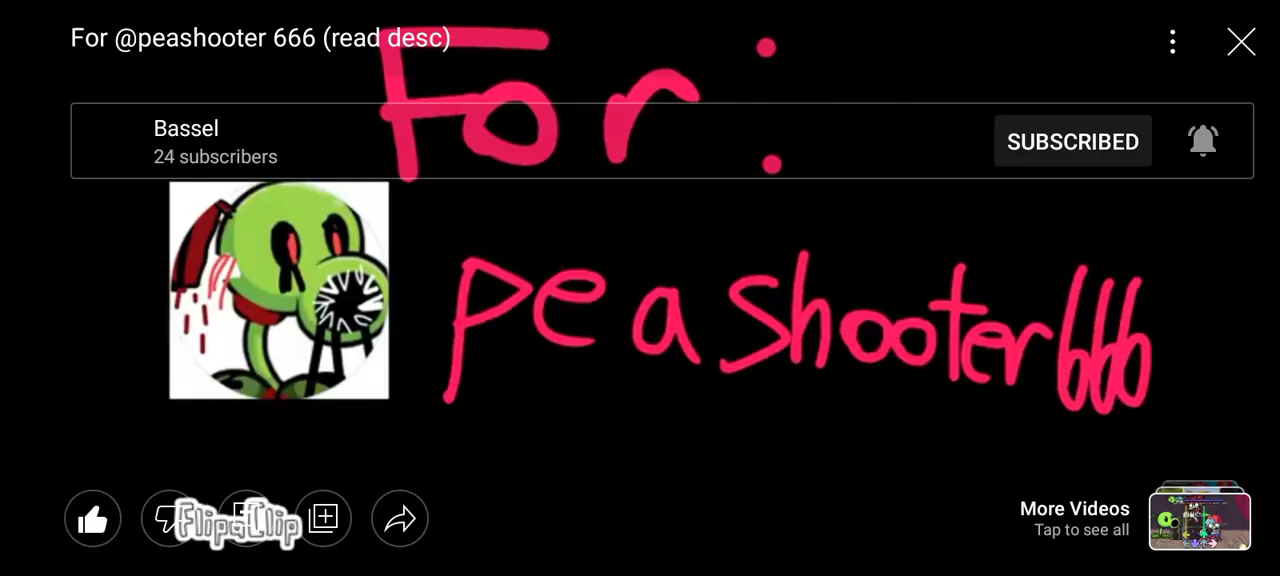 For @peashooter 666 (read desc)
For :
Bassel
24 subscribers
SUBSCRIBED
peashooter666
FlipaClip
More Videos
Tap to see all